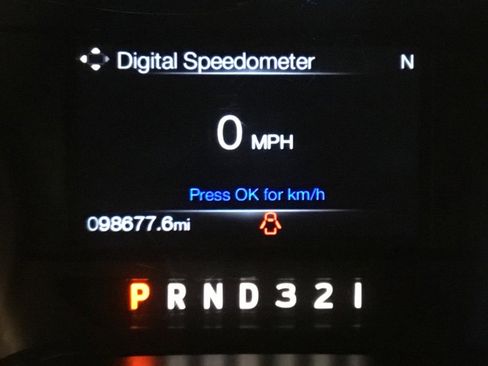 Digital Speedometer N
0 MPH
Press OK for km/h
098677.6mi
P R N D 3 2 1